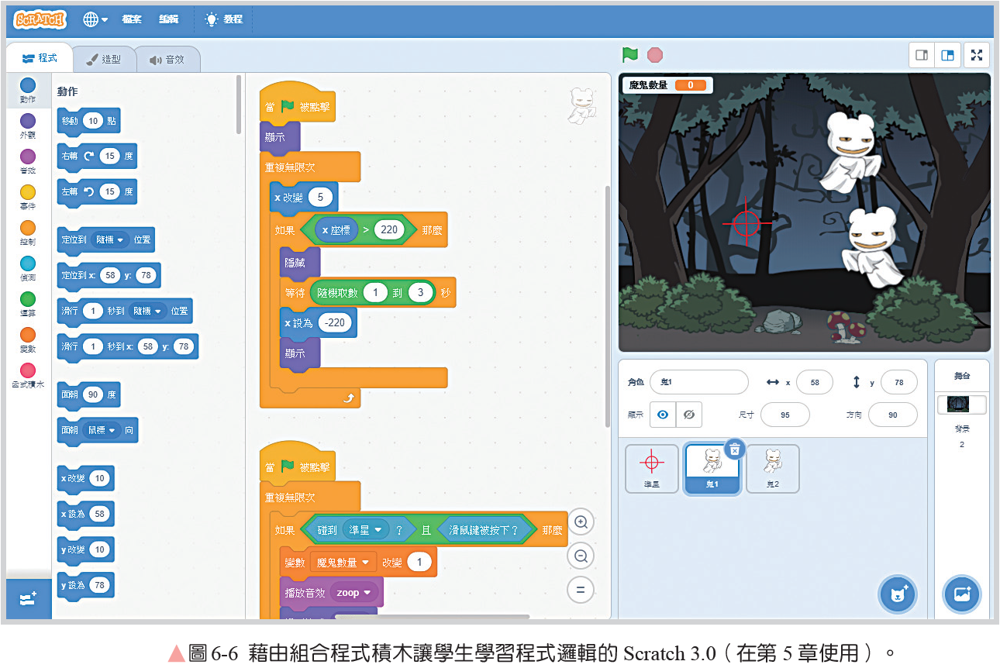 SCRATCH 檔案 編輯 教程
程式 造型 音效
動作
外觀
音效
事件
控制
偵測
運算
變數
函式積木
動作
移動 10 點
右轉 15 度
左轉 15 度
定位到 隨機 位置
定位到 x: 58 y: 78
滑行 1 秒到 隨機 位置
滑行 1 秒到 x: 58 y: 78
面朝 90 度
面朝 鼠標 向
x 改變 10
x 設為 58
y 改變 10
y 設為 78
當 被點擊
顯示
重複無限次
x 改變 5
如果 x 座標 > 220 那麼
隱藏
等待 隨機取數 1 到 3 秒
x 設為 -220
顯示
當 被點擊
重複無限次
如果 碰到 準星 ? 且 滑鼠鍵被按下? 那麼
變數 魔鬼數量 改變 1
播放音效 zoop
魔鬼數量 0
角色 鬼1 x 58 y 78
顯示 尺寸 95 方向 90
準星 鬼1 鬼2
舞台
背景
2
▲圖 6-6 藉由組合程式積木讓學生學習程式邏輯的 Scratch 3.0(在第 5 章使用)。